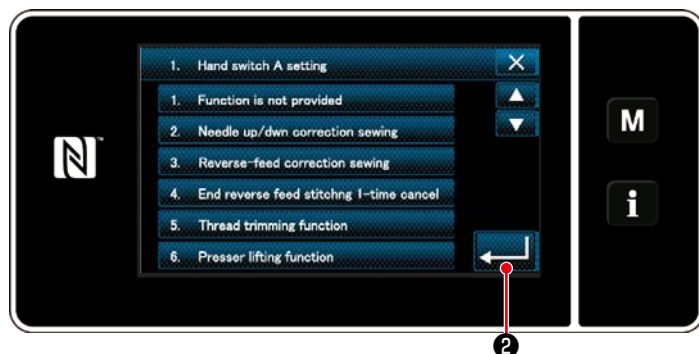 1. Hand switch A setting
1. Function is not provided
2. Needle up/dwn correction sewing
3. Reverse-feed correction sewing
4. End reverse feed stitchng 1-time cancel
5. Thread trimming function
6. Presser lifting function
M
i
❷